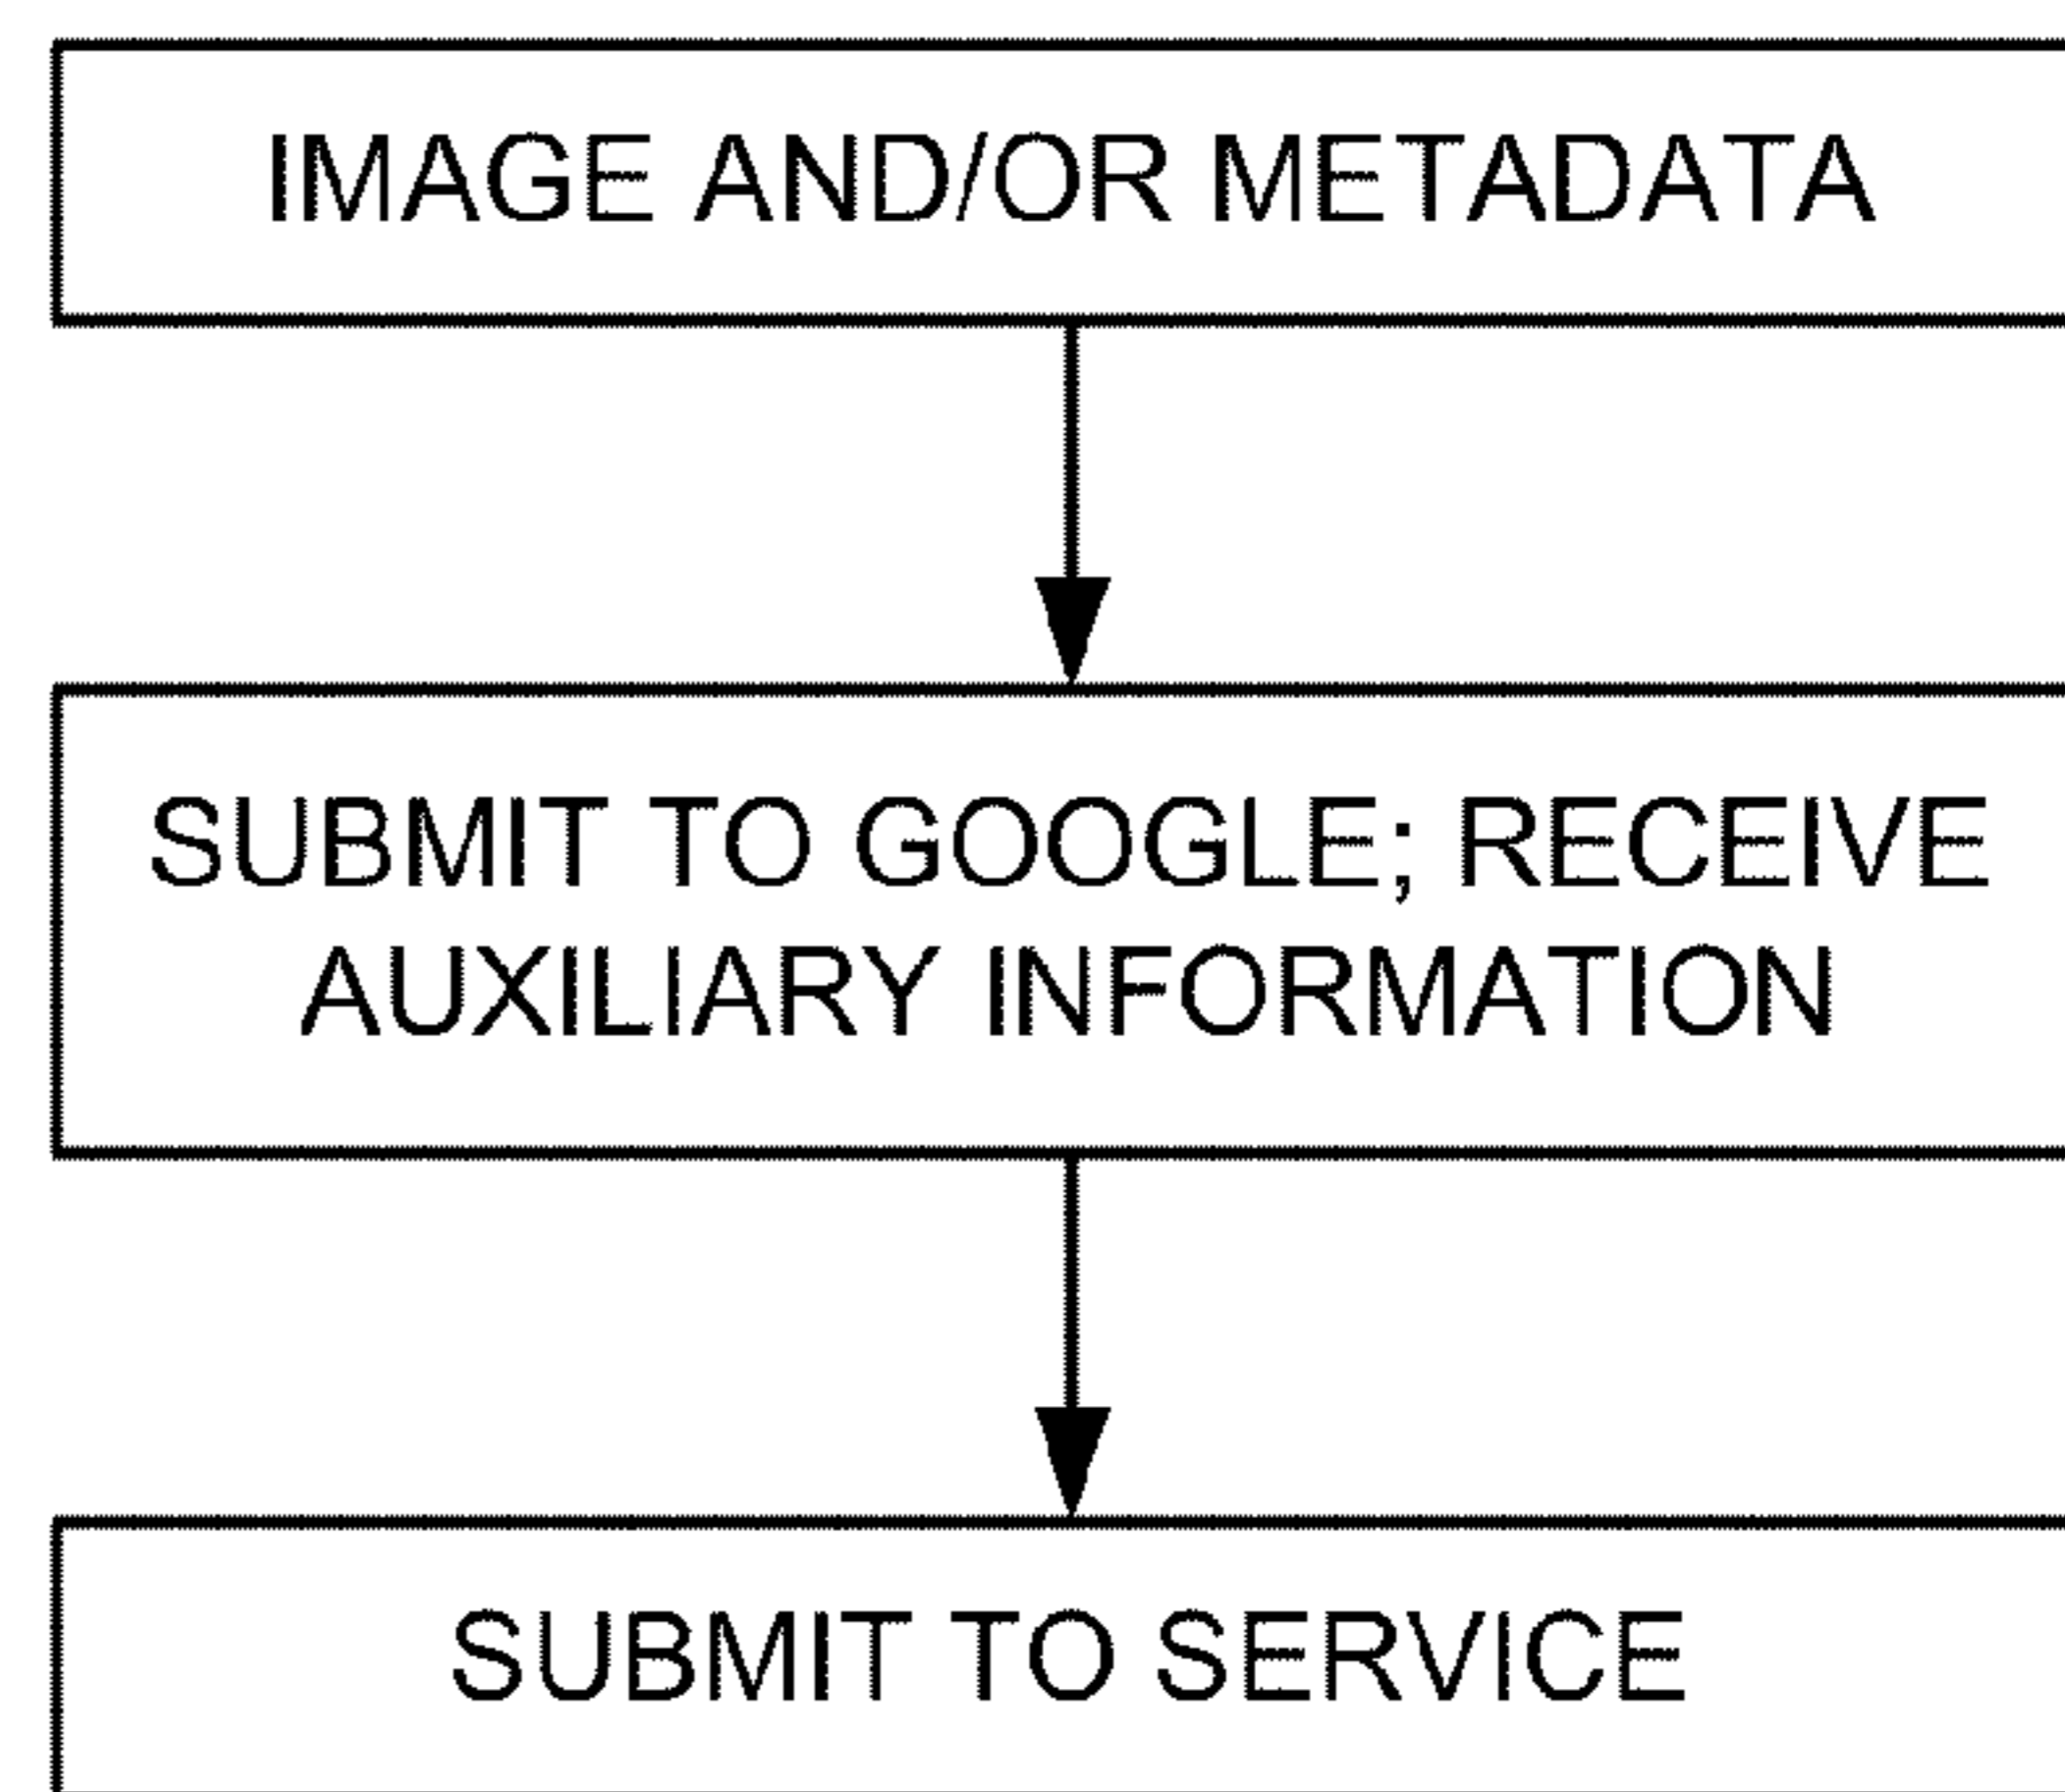 IMAGE AND/OR METADATA
SUBMIT TO GOOGLE; RECEIVE
AUXILIARY INFORMATION
SUBMIT TO SERVICE